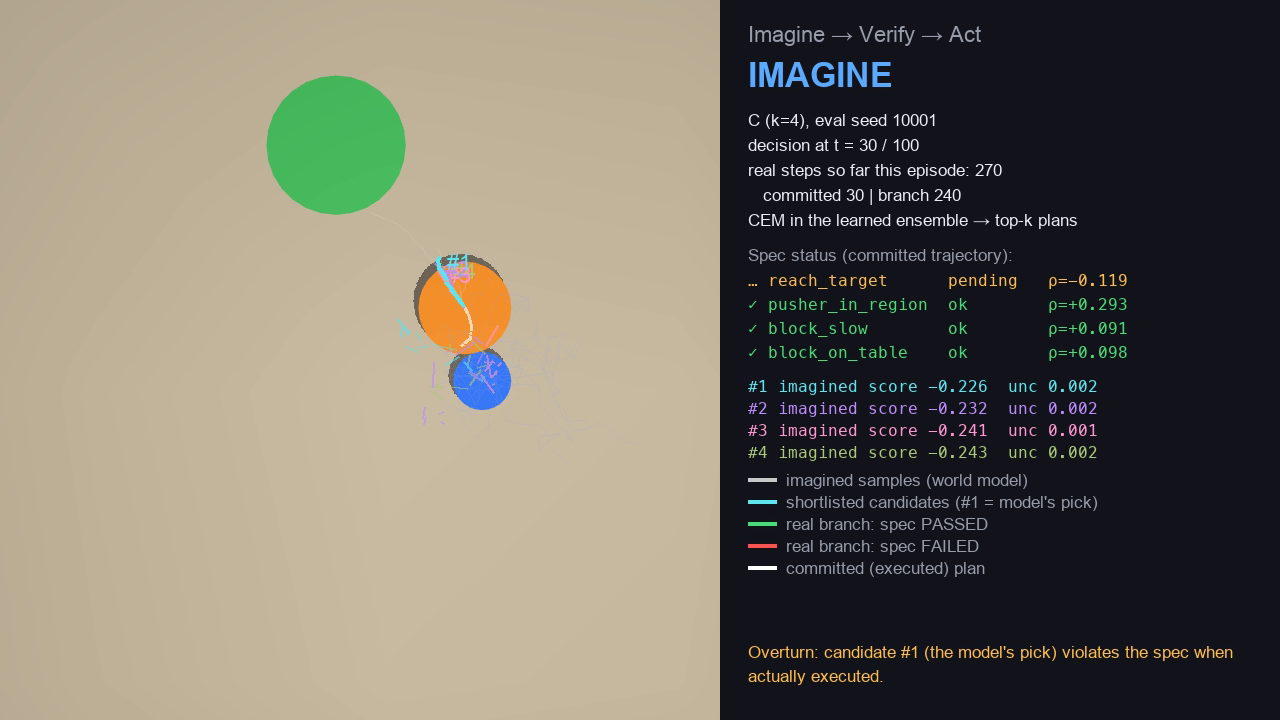 Imagine → Verify → Act
IMAGINE
C (k=4), eval seed 10001
decision at t = 30 / 100
real steps so far this episode: 270
committed 30 | branch 240
CEM in the learned ensemble → top-k plans
Spec status (committed trajectory):
… reach_target pending ρ=−0.119
✓ pusher_in_region ok ρ=+0.293
✓ block_slow ok ρ=+0.091
✓ block_on_table ok ρ=+0.098
#1 imagined score −0.226 unc 0.002
#2 imagined score −0.232 unc 0.002
#3 imagined score −0.241 unc 0.001
#4 imagined score −0.243 unc 0.002
imagined samples (world model)
shortlisted candidates (#1 = model's pick)
real branch: spec PASSED
real branch: spec FAILED
committed (executed) plan
Overturn: candidate #1 (the model's pick) violates the spec when
actually executed.
#1